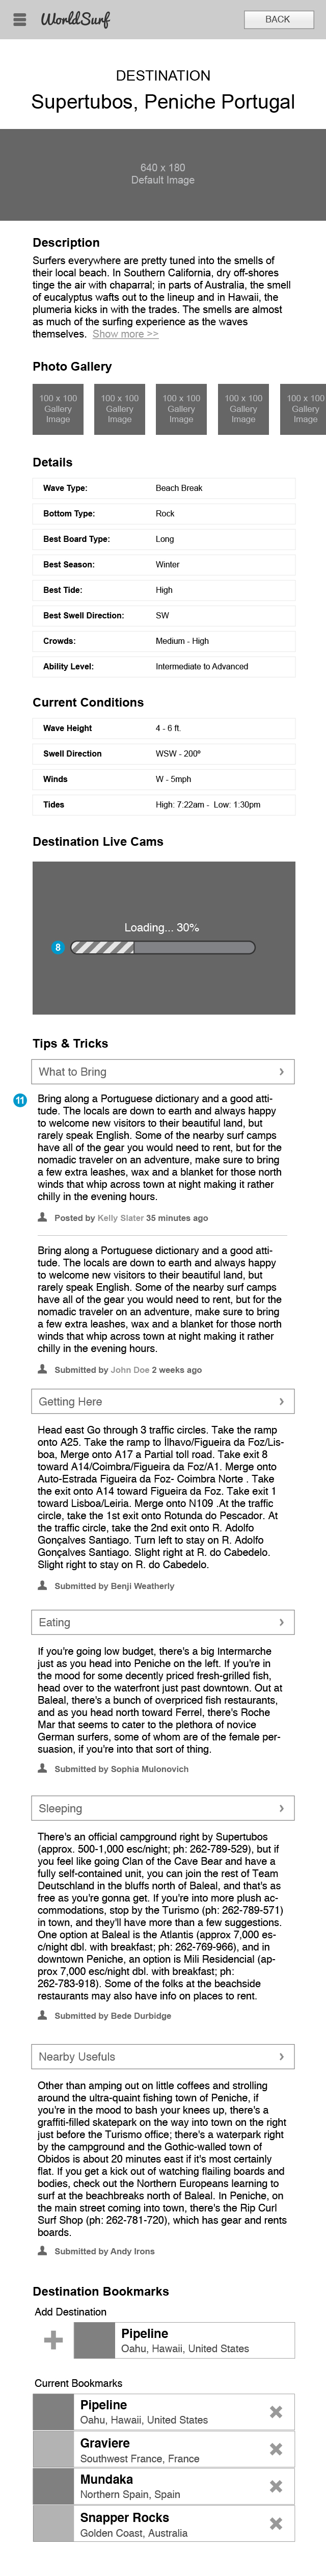 WorldSurf
BACK
DESTINATION
Supertubos, Peniche Portugal
640 x 180
Default Image
Description
Surfers everywhere are pretty tuned into the smells of
their local beach. In Southern California, dry off-shores
tinge the air with chaparral; in parts of Australia, the smell
of eucalyptus wafts out to the lineup and in Hawaii, the
plumeria kicks in with the trades. The smells are almost
as much of the surfing experience as the waves
themselves. Show more >>
Photo Gallery
100 x 100 100 x 100 100 x 100 100 x 100 100 x 100
Gallery Gallery Gallery Gallery Gallery
Image Image Image Image Image
Details
Wave Type: Beach Break
Bottom Type: Rock
Best Board Type: Long
Best Season: Winter
Best Tide: High
Best Swell Direction: SW
Crowds: Medium - High
Ability Level: Intermediate to Advanced
Current Conditions
Wave Height 4 - 6 ft.
Swell Direction WSW - 200º
Winds W - 5mph
Tides High: 7:22am - Low: 1:30pm
Destination Live Cams
Loading... 30%
8
Tips & Tricks
What to Bring
11
Bring along a Portuguese dictionary and a good atti-
tude. The locals are down to earth and always happy
to welcome new visitors to their beautiful land, but
rarely speak English. Some of the nearby surf camps
have all of the gear you would need to rent, but for the
nomadic traveler on an adventure, make sure to bring
a few extra leashes, wax and a blanket for those north
winds that whip across town at night making it rather
chilly in the evening hours.
Posted by Kelly Slater 35 minutes ago
Bring along a Portuguese dictionary and a good atti-
tude. The locals are down to earth and always happy
to welcome new visitors to their beautiful land, but
rarely speak English. Some of the nearby surf camps
have all of the gear you would need to rent, but for the
nomadic traveler on an adventure, make sure to bring
a few extra leashes, wax and a blanket for those north
winds that whip across town at night making it rather
chilly in the evening hours.
Submitted by John Doe 2 weeks ago
Getting Here
Head east Go through 3 traffic circles. Take the ramp
onto A25. Take the ramp to Ílhavo/Figueira da Foz/Lis-
boa, Merge onto A17 a Partial toll road. Take exit 8
toward A14/Coimbra/Figueira da Foz/A1. Merge onto
Auto-Estrada Figueira da Foz- Coimbra Norte . Take
the exit onto A14 toward Figueira da Foz. Take exit 1
toward Lisboa/Leiria. Merge onto N109 .At the traffic
circle, take the 1st exit onto Rotunda do Pescador. At
the traffic circle, take the 2nd exit onto R. Adolfo
Gonçalves Santiago. Turn left to stay on R. Adolfo
Gonçalves Santiago. Slight right at R. do Cabedelo.
Slight right to stay on R. do Cabedelo.
Submitted by Benji Weatherly
Eating
If you're going low budget, there's a big Intermarche
just as you head into Peniche on the left. If you're in
the mood for some decently priced fresh-grilled fish,
head over to the waterfront just past downtown. Out at
Baleal, there's a bunch of overpriced fish restaurants,
and as you head north toward Ferrel, there's Roche
Mar that seems to cater to the plethora of novice
German surfers, some of whom are of the female per-
suasion, if you're into that sort of thing.
Submitted by Sophia Mulonovich
Sleeping
There's an official campground right by Supertubos
(approx. 500-1,000 esc/night; ph: 262-789-529), but if
you feel like going Clan of the Cave Bear and have a
fully self-contained unit, you can join the rest of Team
Deutschland in the bluffs north of Baleal, and that's as
free as you're gonna get. If you're into more plush ac-
commodations, stop by the Turismo (ph: 262-789-571)
in town, and they'll have more than a few suggestions.
One option at Baleal is the Atlantis (approx 7,000 es-
c/night dbl. with breakfast; ph: 262-769-966), and in
downtown Peniche, an option is Mili Residencial (ap-
prox 7,000 esc/night dbl. with breakfast; ph:
262-783-918). Some of the folks at the beachside
restaurants may also have info on places to rent.
Submitted by Bede Durbidge
Nearby Usefuls
Other than amping out on little coffees and strolling
around the ultra-quaint fishing town of Peniche, if
you're in the mood to bash your knees up, there's a
graffiti-filled skatepark on the way into town on the right
just before the Turismo office; there's a waterpark right
by the campground and the Gothic-walled town of
Obidos is about 20 minutes east if it's most certainly
flat. If you get a kick out of watching flailing boards and
bodies, check out the Northern Europeans learning to
surf at the beachbreaks north of Baleal. In Peniche, on
the main street coming into town, there's the Rip Curl
Surf Shop (ph: 262-781-720), which has gear and rents
boards.
Submitted by Andy Irons
Destination Bookmarks
Add Destination
Pipeline
Oahu, Hawaii, United States
Current Bookmarks
Pipeline
Oahu, Hawaii, United States
Graviere
Southwest France, France
Mundaka
Northern Spain, Spain
Snapper Rocks
Golden Coast, Australia